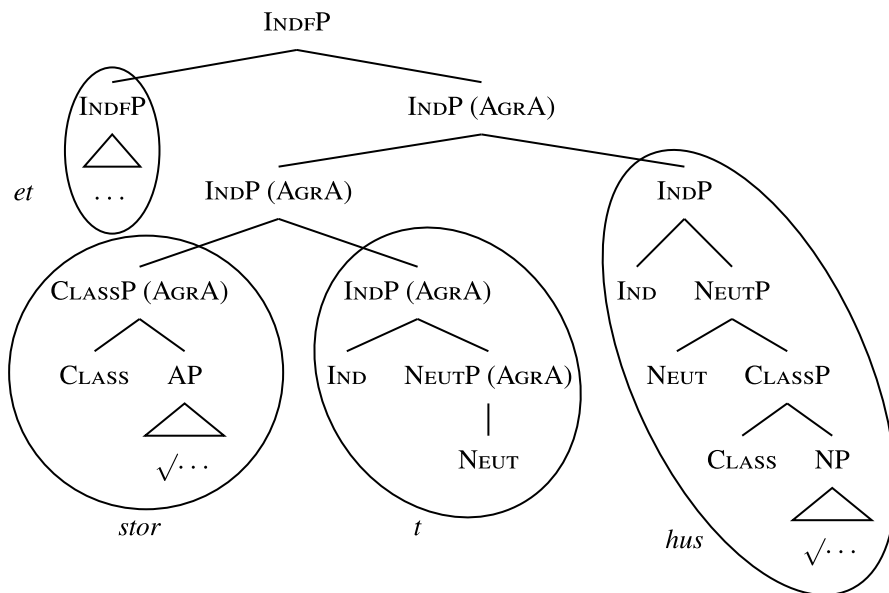 INDFP
INDFP INDP (AGRA)
et ... INDP (AGRA) INDP
CLASSP (AGRA) INDP (AGRA) IND NEUTP
CLASS AP IND NEUTP (AGRA) NEUT CLASSP
√... NEUT CLASS NP
stor t hus √...